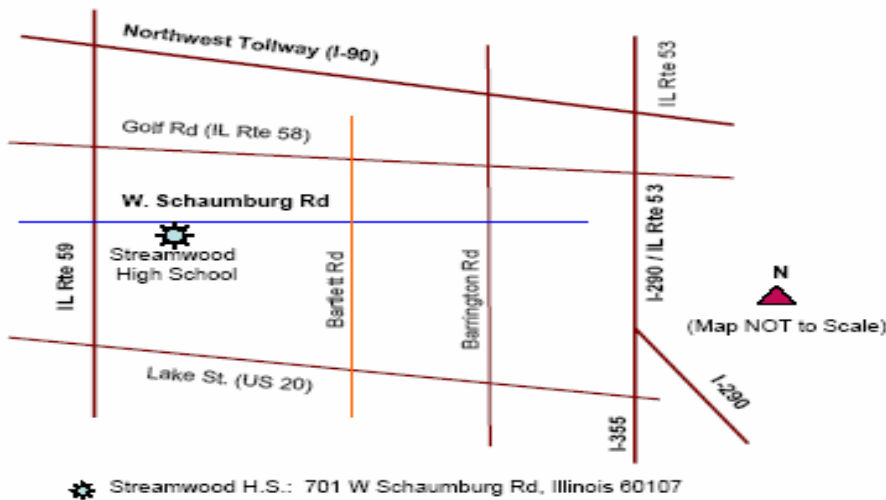 Northwest Tollway (I-90)
IL Rte 53
Golf Rd (IL Rte 58)
W. Schaumburg Rd
I-290 / IL Rte 53
IL Rte 59
Streamwood
High School
Bartlett Rd
Barrington Rd
N
(Map NOT to Scale)
Lake St. (US 20)
I-290
I-355
Streamwood H.S.: 701 W Schaumburg Rd, Illinois 60107